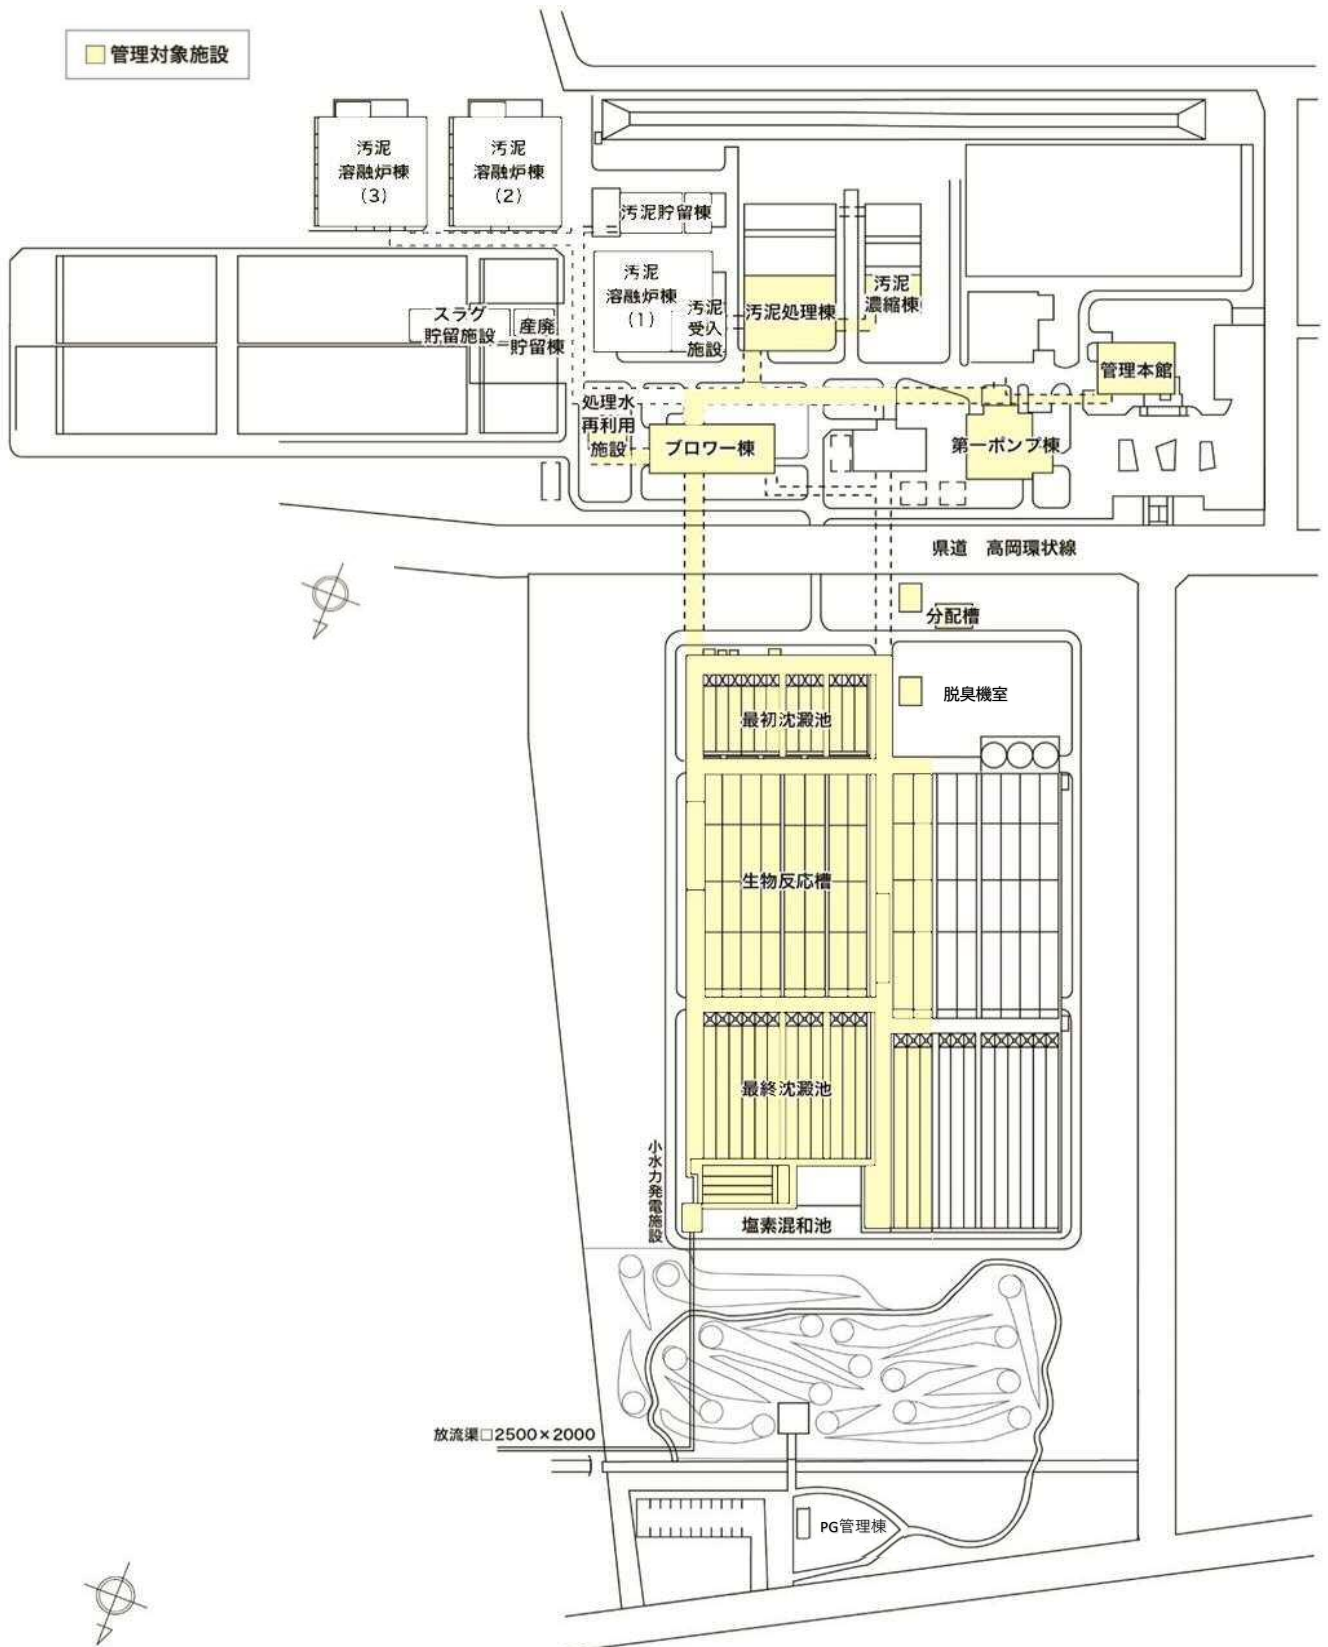 管理対象施設
汚泥
溶融炉棟
(3)
汚泥
溶融炉棟
(2)
汚泥貯留棟
汚泥
溶融炉棟
(1)
汚泥
受入
施設
汚泥処理棟
汚泥
濃縮棟
スラグ
貯留施設
産廃
貯留棟
管理本館
処理水
再利用
施設
ブロワー棟
第一ポンプ棟
県道 高岡環状線
分配槽
脱臭機室
最初沈澱池
生物反応槽
最終沈澱池
小水力発電施設
塩素混和池
放流渠□2500×2000
PG管理棟